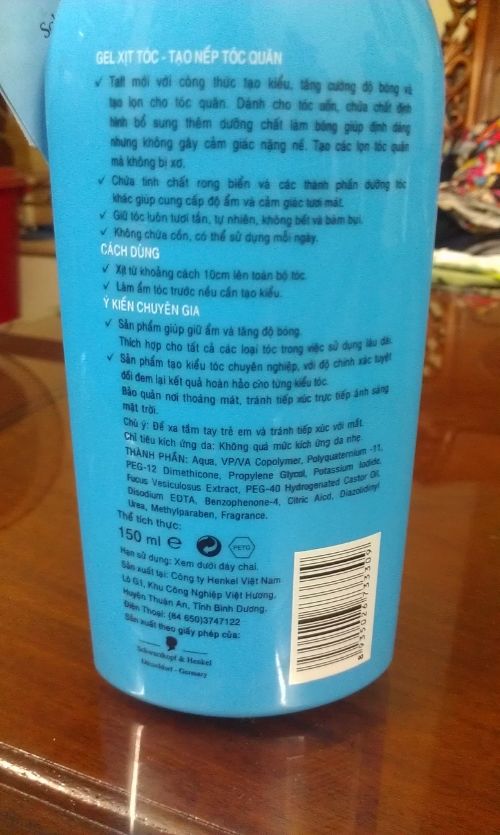 GEL XỊT TÓC - TẠO NẾP TÓC QUĂN
✓ Taft mới với công thức tạo kiểu, tăng cường độ bóng và
tạo lọn cho tóc quăn. Dành cho tóc uốn, chứa chất định
hình bổ sung thêm dưỡng chất làm bóng giúp định dạng
nhưng không gây cảm giác nặng nề. Tạo các lọn tóc quăn
mà không bị xơ.
✓ Chứa tinh chất rong biển và các thành phần dưỡng tóc
khác giúp cung cấp độ ẩm và cảm giác tươi mát.
✓ Giữ tóc luôn tươi tắn, tự nhiên, không bết và bám bụi.
✓ Không chứa cồn, có thể sử dụng mỗi ngày.
CÁCH DÙNG
✓ Xịt từ khoảng cách 10cm lên toàn bộ tóc.
✓ Làm ẩm tóc trước nếu cần tạo kiểu.
Ý KIẾN CHUYÊN GIA
✓ Sản phẩm giúp giữ ẩm và tăng độ bóng.
Thích hợp cho tất cả các loại tóc trong việc sử dụng lâu dài.
✓ Sản phẩm tạo kiểu tóc chuyên nghiệp, với độ chính xác tuyệt
đối đem lại kết quả hoàn hảo cho từng kiểu tóc.
Bảo quản nơi thoáng mát, tránh tiếp xúc trực tiếp ánh sáng
mặt trời.
Chú ý: Để xa tầm tay trẻ em và tránh tiếp xúc với mắt.
Chỉ tiêu kích ứng da: Không quá mức kích ứng da nhẹ.
THÀNH PHẦN: Aqua, VP/VA Copolymer, Polyquaternium -11,
PEG-12 Dimethicone, Propylene Glycol, Potassium Iodide,
Fucus Vesiculosus Extract, PEG-40 Hydrogenated Castor Oil,
Disodium EDTA, Benzophenone-4, Citric Aicd, Diazolidinyl
Urea, Methylparaben, Fragrance.
Thể tích thực:
150 ml e PETG
Hạn sử dụng: Xem dưới đáy chai.
Sản xuất tại: Công ty Henkel Việt Nam
Lô G1, Khu Công Nghiệp Việt Hương,
Huyện Thuận An, Tỉnh Bình Dương.
Điện Thoại: (84 650)3747122
Sản xuất theo giấy phép của:
Schwarzkopf & Henkel
Düsseldorf - Germany
8 935026 733309